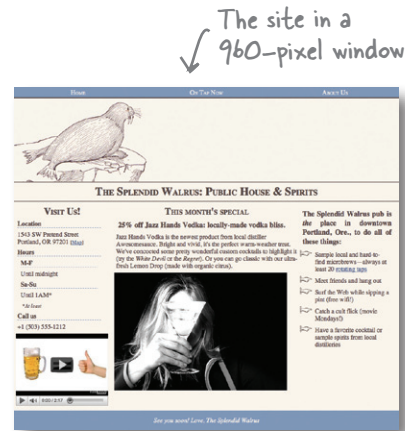 The site in a
960-pixel window
Home
On Tap Now
About Us
The Splendid Walrus: Public House & Spirits
Visit Us!
Location
1543 SW Parend Street
Portland, OR 97201 [Map]
Hours
M-F
Until midnight
Sa-Su
Until 1AM*
*At least
Call us
+1 (503) 555-1212
This month's special
25% off Jazz Hands Vodka: locally-made vodka bliss.
Jazz Hands Vodka is the newest product from local distiller
Awesomesauce. Bright and vivid, it's the perfect warm-weather treat.
We've concocted some pretty wonderful custom cocktails to highlight it
(try the White Devil or the Regret). Or you can go classic with our ultra-
fresh Lemon Drop (made with organic citrus).
The Splendid Walrus pub is
the place in downtown
Portland, Ore., to do all of
these things:
Sample local and hard-to-
find microbrews—always at
least 20 rotating taps
Meet friends and hang out
Surf the Web while sipping a
pint (free wifi!)
Catch a cult flick (movie
Mondays!)
Have a favorite cocktail or
sample spirits from local
distilleries
See you soon! Love, The Splendid Walrus